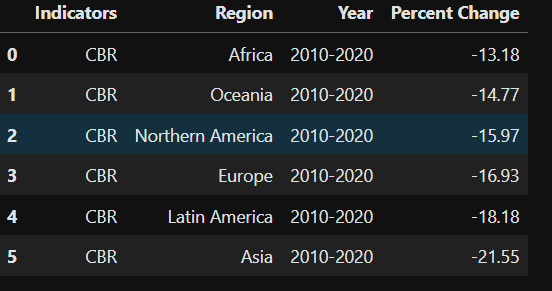 Indicators Region Year Percent Change
0 CBR Africa 2010-2020 -13.18
1 CBR Oceania 2010-2020 -14.77
2 CBR Northern America 2010-2020 -15.97
3 CBR Europe 2010-2020 -16.93
4 CBR Latin America 2010-2020 -18.18
5 CBR Asia 2010-2020 -21.55